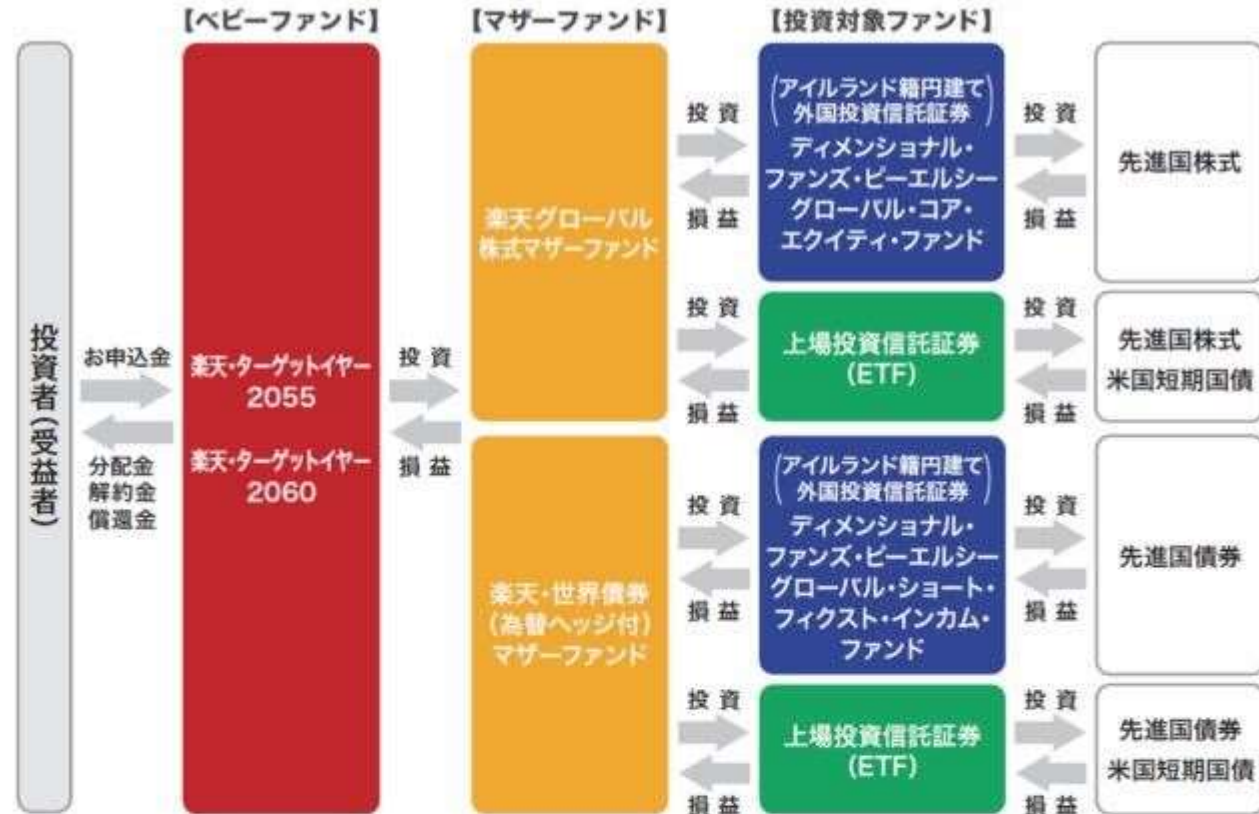 【ベビーファンド】
【マザーファンド】
【投資対象ファンド】
投資者(受益者)
お申込金
分配金
解約金
償還金
楽天・ターゲットイヤー
2055
楽天・ターゲットイヤー
2060
投資
損益
楽天グローバル
株式マザーファンド
投資
損益
(アイルランド籍円建て
外国投資信託証券)
ディメンショナル・
ファンズ・ピーエルシー
グローバル・コア・
エクイティ・ファンド
投資
損益
先進国株式
投資
損益
上場投資信託証券
(ETF)
投資
損益
先進国株式
米国短期国債
楽天・世界債券
(為替ヘッジ付)
マザーファンド
投資
損益
(アイルランド籍円建て
外国投資信託証券)
ディメンショナル・
ファンズ・ピーエルシー
グローバル・ショート・
フィクスト・インカム・
ファンド
投資
損益
先進国債券
投資
損益
上場投資信託証券
(ETF)
投資
損益
先進国債券
米国短期国債